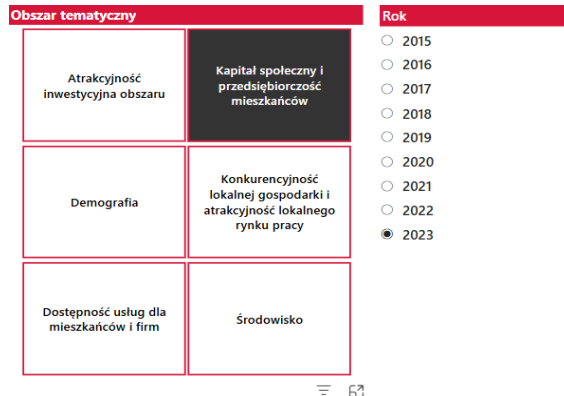 Obszar tematyczny
Atrakcyjność
inwestycyjna obszaru
Kapitał społeczny i
przedsiębiorczość
mieszkańców
Demografia
Konkurencyjność
lokalnej gospodarki i
atrakcyjność lokalnego
rynku pracy
Dostępność usług dla
mieszkańców i firm
Środowisko
Rok
2015
2016
2017
2018
2019
2020
2021
2022
2023